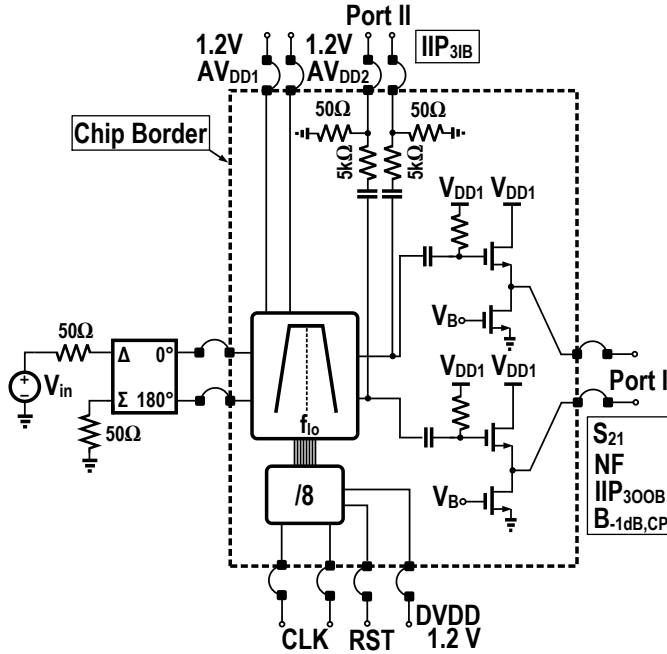 Port II
1.2V
AVDD1
1.2V
AVDD2
IIP3IB
50Ω
50Ω
Chip Border
5kΩ
5kΩ
VDD1
VDD1
VB
50Ω
Δ 0°
Σ 180°
+
−
Vin
50Ω
flo
/8
VDD1
VDD1
VB
Port I
S21
NF
IIP3OOB
B-1dB,CP
CLK
RST
DVDD
1.2 V